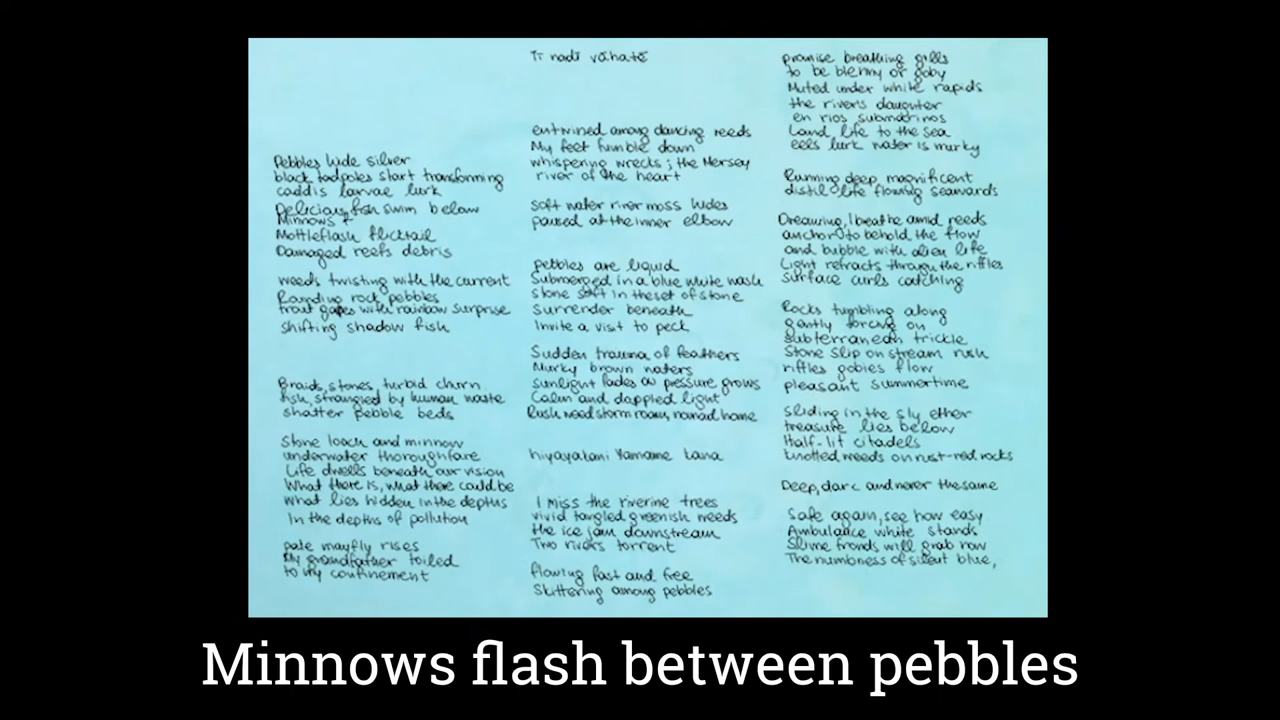 Pebbles hide silver
black tadpoles start transforming
caddis larvae lurk
Delicious fish swim below
Minnows
Mottleflash flicktail
Damaged reefs debris
weeds twisting with the current
Rounding rock pebbles
trout gapes with rainbow surprise
shifting shadow fish
Braids, stones, turbid churn
fish, strangled by human waste
shatter pebble beds
Stone loach and minnow
underwater thoroughfare
Life dwells beneath our vision
What there is, what there could be
what lies hidden in the depths
In the depths of pollution
pale mayfly rises
My grandfather toiled
to my confinement
Tī nadī vahatē
entwined among dancing reeds
My feet fumble down
whispering wrecks ; the Mersey
river of the heart
soft water river moss hides
paused at the inner elbow
pebbles are liquid
Submerged in a blue white wash
stone soft in the set of stone
surrender beneath
Invite a visit to peck
Sudden trauma of feathers
Murky brown waters
sunlight fades as pressure grows
Calm and dappled light
Rush weed storm room, nomad home
hiyayalani Yamame Lana
I miss the riverine trees
vivid tangled greenish weeds
the ice jam downstream
Two rivers torrent
flowing fast and free
Skittering among pebbles
promise breathing gills
to be blenny or goby
Muted under white rapids
the river's daughter
en rios submarinos
Land life to the sea
eels lurk water is murky
Running deep magnificent
distil life flowing seawards
Dreaming, I breathe amid reeds
anchor to behold the flow
and bubble with alien life
Light refracts through the riffles
surface curls catching
Rocks tumbling along
gently forcing on
subterranean trickle
Stone slip on stream rush
riffles gobies flow
pleasant summertime
sliding in the sly ether
treasure lies below
Half-lit citadels
knotted weeds on rust-red rocks
Deep, dark and never the same
Safe again, see how easy
Ambulance white stands
Slime fronds will grab now
The numbness of silent blue,
Minnows flash between pebbles